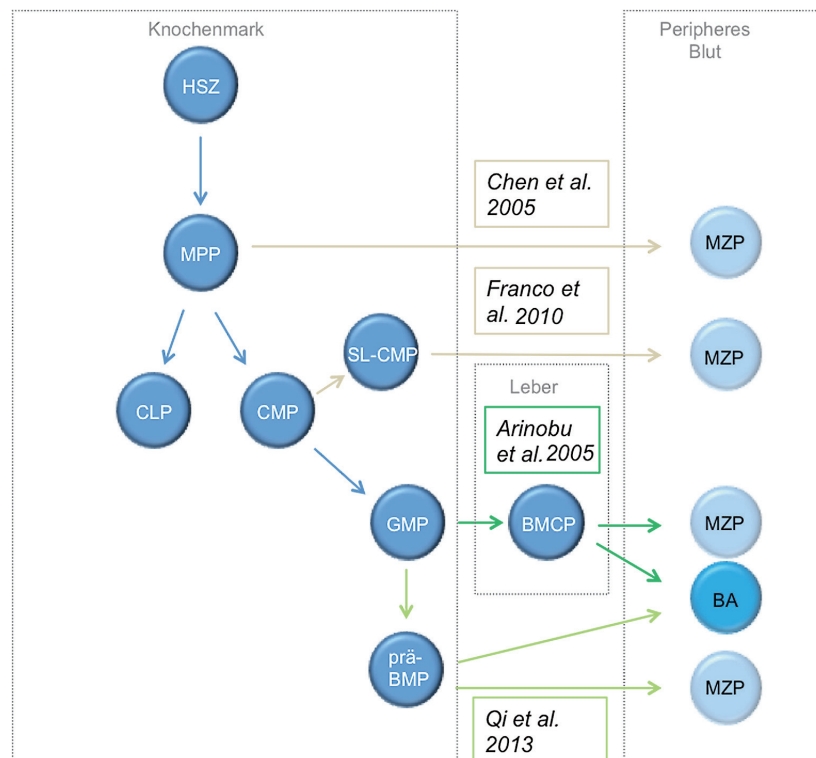 Knochenmark
Peripheres
Blut
HSZ
Chen et al.
2005
MPP
MZP
Franco et
al. 2010
SL-CMP
MZP
Leber
CLP
CMP
Arinobu
et al. 2005
GMP
BMCP
MZP
BA
prä-
BMP
MZP
Qi et al.
2013